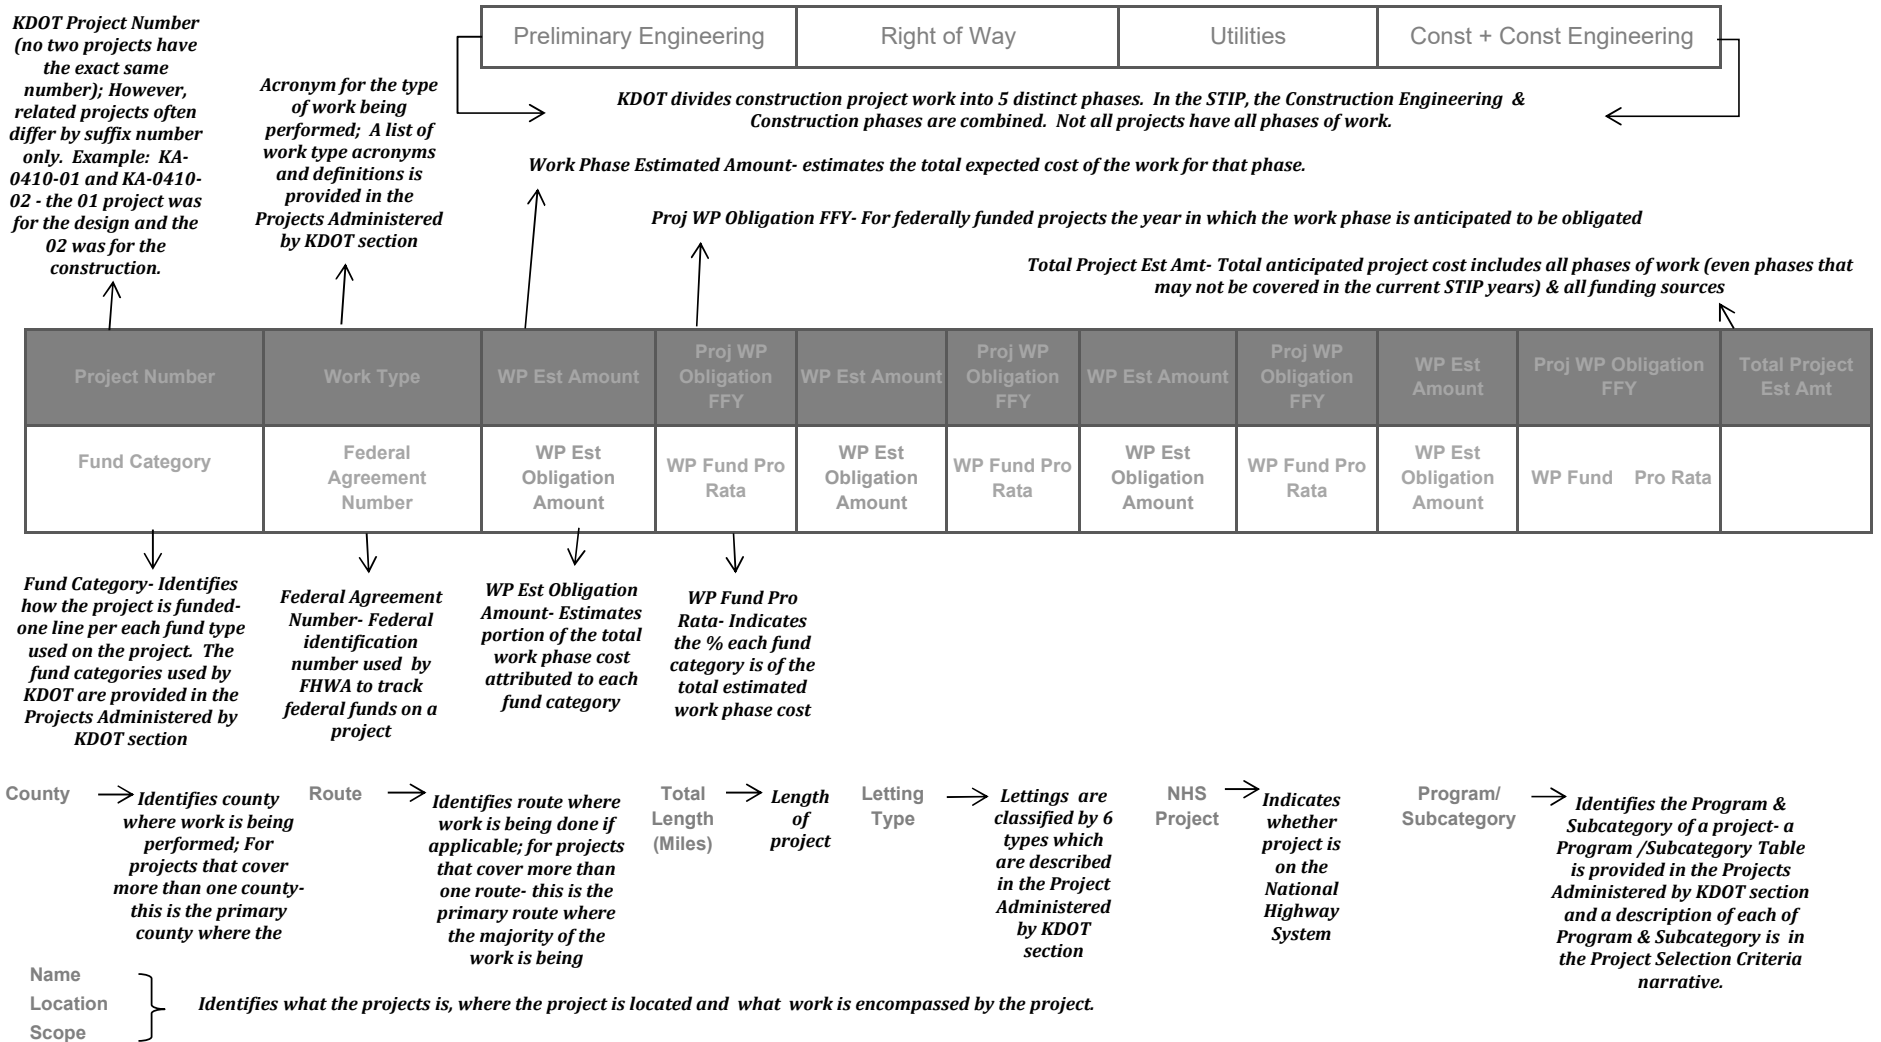 KDOT Project Number
(no two projects have
the exact same
number); However,
related projects often
differ by suffix number
only. Example: KA-
0410-01 and KA-0410-
02 - the 01 project was
for the design and the
02 was for the
construction.
Acronym for the type
of work being
performed; A list of
work type acronyms
and definitions is
provided in the
Projects Administered
by KDOT section
Preliminary Engineering
Right of Way
Utilities
Const + Const Engineering
KDOT divides construction project work into 5 distinct phases. In the STIP, the Construction Engineering &
Construction phases are combined. Not all projects have all phases of work.
Work Phase Estimated Amount- estimates the total expected cost of the work for that phase.
Proj WP Obligation FFY- For federally funded projects the year in which the work phase is anticipated to be obligated
Total Project Est Amt- Total anticipated project cost includes all phases of work (even phases that
may not be covered in the current STIP years) & all funding sources
Project Number
Work Type
WP Est Amount
Proj WP
Obligation
FFY
WP Est Amount
Proj WP
Obligation
FFY
WP Est Amount
Proj WP
Obligation
FFY
WP Est
Amount
Proj WP Obligation
FFY
Total Project
Est Amt
Fund Category
Federal
Agreement
Number
WP Est
Obligation
Amount
WP Fund Pro
Rata
WP Est
Obligation
Amount
WP Fund Pro
Rata
WP Est
Obligation
Amount
WP Fund Pro
Rata
WP Est
Obligation
Amount
WP Fund Pro Rata
Fund Category- Identifies
how the project is funded-
one line per each fund type
used on the project. The
fund categories used by
KDOT are provided in the
Projects Administered by
KDOT section
Federal Agreement
Number- Federal
identification
number used by
FHWA to track
federal funds on a
project
WP Est Obligation
Amount- Estimates
portion of the total
work phase cost
attributed to each
fund category
WP Fund Pro
Rata- Indicates
the % each fund
category is of the
total estimated
work phase cost
County
Identifies county
where work is being
performed; For
projects that cover
more than one county-
this is the primary
county where the
Route
Identifies route where
work is being done if
applicable; for projects
that cover more than
one route- this is the
primary route where
the majority of the
work is being
Total
Length
(Miles)
Length
of
project
Letting
Type
Lettings are
classified by 6
types which
are described
in the Project
Administered
by KDOT
section
NHS
Project
Indicates
whether
project is
on the
National
Highway
System
Program/
Subcategory
Identifies the Program &
Subcategory of a project- a
Program /Subcategory Table
is provided in the Projects
Administered by KDOT section
and a description of each of
Program & Subcategory is in
the Project Selection Criteria
narrative.
Name
Location
Scope
Identifies what the projects is, where the project is located and what work is encompassed by the project.